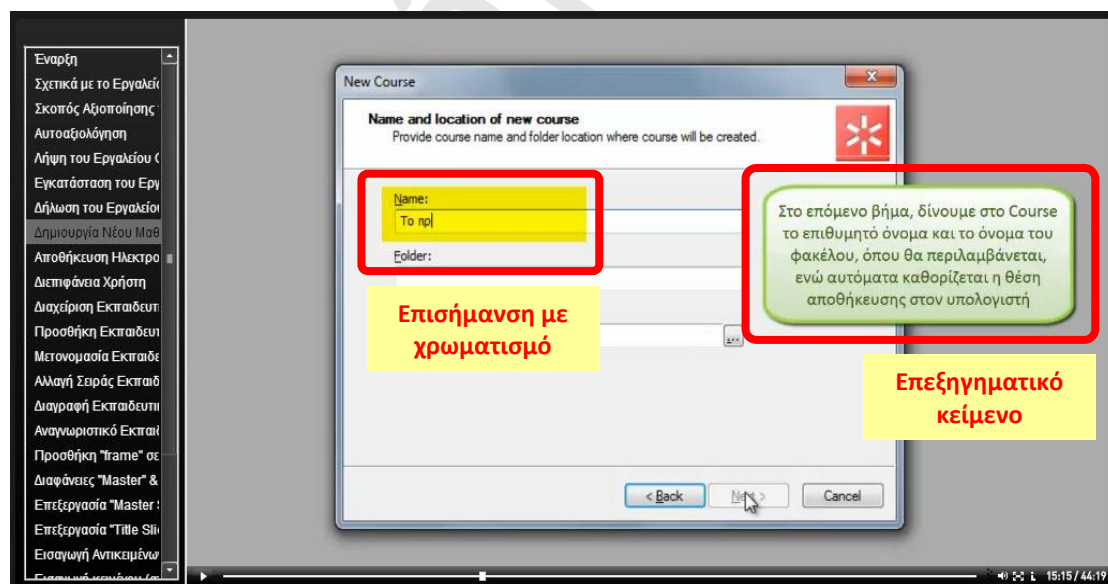 Έναρξη
Σχετικά με το Εργαλεί
Σκοπός Αξιοποίησης
Αυτοαξιολόγηση
Λήψη του Εργαλείου
Εγκατάσταση του Εργ
Δήλωση του Εργαλείο
Δημιουργία Νέου Μαθ
Αποθήκευση Ηλεκτρο
Διεπιφάνεια Χρήστη
Διαχείριση Εκπαιδευτ
Προσθήκη Εκπαιδευτ
Μετονομασία Εκπαιδε
Αλλαγή Σειράς Εκπαιδ
Διαγραφή Εκπαιδευτι
Αναγνωριστικό Εκπαι
Προσθήκη "frame" σε
Διαφάνειες "Master" &
Επεξεργασία "Master
Επεξεργασία "Title Sli
Εισαγωγή Αντικειμένω
New Course
Name and location of new course
Provide course name and folder location where course will be created.
Name:
Το πρ
Folder:
...
< Back Next > Cancel
Στο επόμενο βήμα, δίνουμε στο Course
το επιθυμητό όνομα και το όνομα του
φακέλου, όπου θα περιλαμβάνεται,
ενώ αυτόματα καθορίζεται η θέση
αποθήκευσης στον υπολογιστή
Επισήμανση με
χρωματισμό
Επεξηγηματικό
κείμενο
15:15 / 44:19